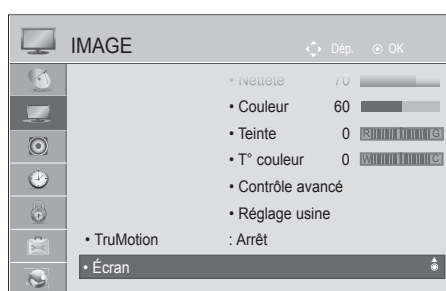 IMAGE
Dép. OK
• Netteté 70
• Couleur 60
• Teinte 0 R G
• T° couleur 0 W C
• Contrôle avancé
• Réglage usine
• TruMotion : Arrêt
• Écran